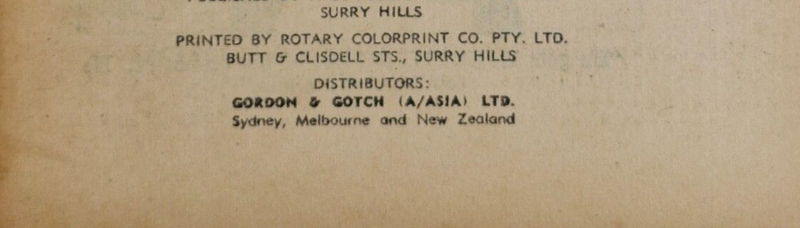 SURRY HILLS
PRINTED BY ROTARY COLORPRINT CO. PTY. LTD.
BUTT & CLISDELL STS., SURRY HILLS
DISTRIBUTORS:
GORDON & GOTCH (A/ASIA) LTD.
Sydney, Melbourne and New Zealand